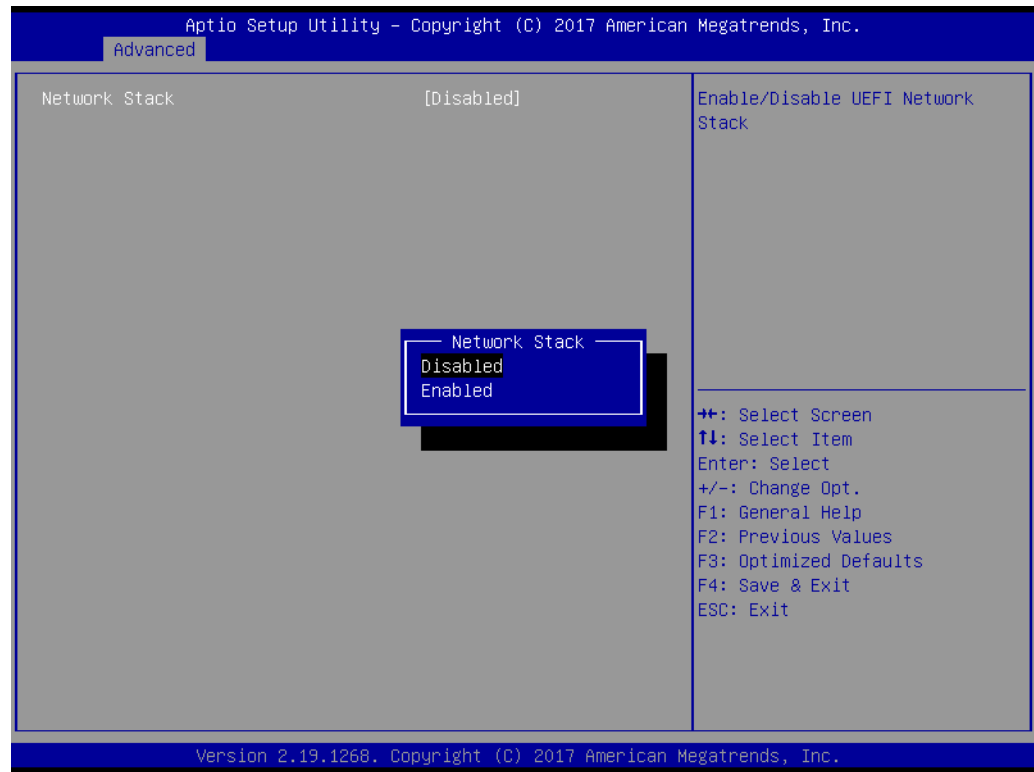 Aptio Setup Utility – Copyright (C) 2017 American Megatrends, Inc.
Advanced
Network Stack [Disabled]
Enable/Disable UEFI Network
Stack
Network Stack
Disabled
Enabled
→←: Select Screen
↑↓: Select Item
Enter: Select
+/-: Change Opt.
F1: General Help
F2: Previous Values
F3: Optimized Defaults
F4: Save & Exit
ESC: Exit
Version 2.19.1268. Copyright (C) 2017 American Megatrends, Inc.